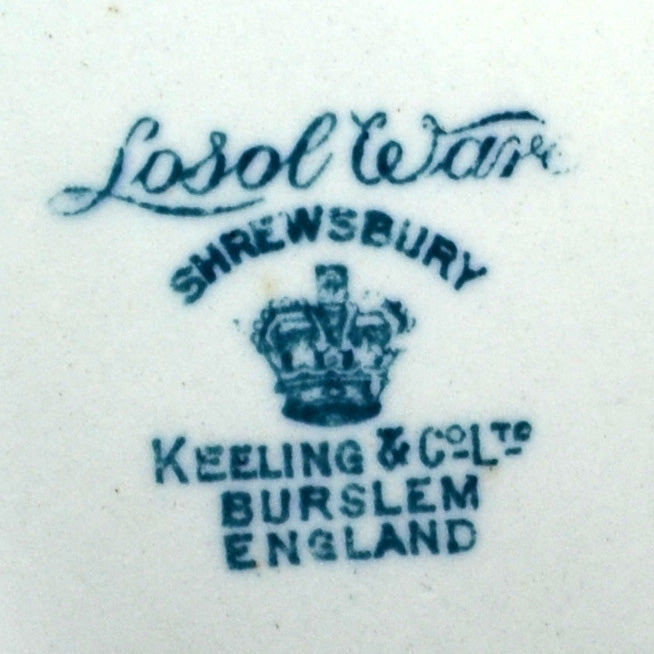 Losol Ware
SHREWSBURY
KEELING & Co LTD
BURSLEM
ENGLAND